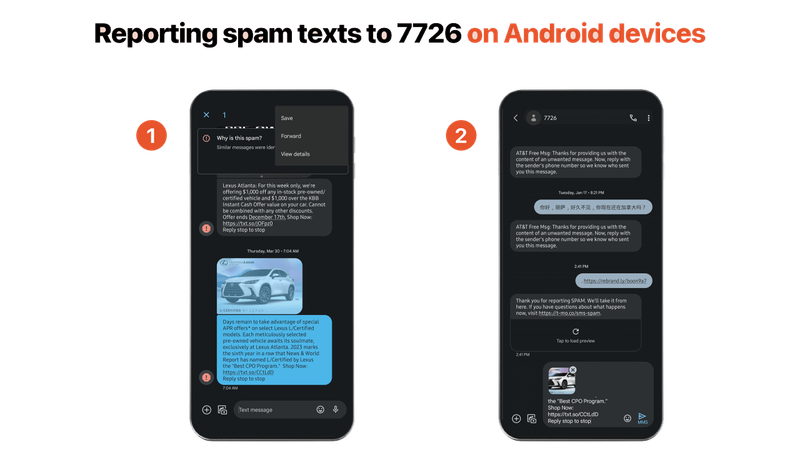 Reporting spam texts to 7726 on Android devices
1
1
Save
Forward
View details
Why is this spam?
Similar messages were iden
Lexus Atlanta: For this week only, we're
offering $1,000 off any in-stock pre-owned/
certified vehicle and $1,000 over the KBB
Instant Cash Offer value on your car. Cannot
be combined with any other discounts.
Offer ends December 17th. Shop Now:
https://txt.so/jOFpz0
Reply stop to stop
Thursday, Mar 30 • 7:04 AM
Days remain to take advantage of special
APR offers* on select Lexus L/Certified
models. Each meticulously selected
pre-owned vehicle awaits its soulmate,
exclusively at Lexus Atlanta. 2023 marks
the sixth year in a row that News & World
Report has named L/Certified by Lexus
the "Best CPO Program." Shop Now:
https://txt.so/CCtLdD
Reply stop to stop
7:04 AM
Text message
2
7726
AT&T Free Msg: Thanks for providing us with the
content of an unwanted message. Now, reply with
the sender's phone number so we know who sent
you this message.
Tuesday, Jan 17 • 8:21 PM
AT&T Free Msg: Thanks for providing us with the
content of an unwanted message. Now, reply with
the sender's phone number so we know who sent
you this message.
2:41 PM
https://rebrand.ly/boon9x7
Thank you for reporting SPAM. We'll take it from
here. If you have questions about what happens
now, visit https://t-mo.co/sms-spam.
Tap to load preview
2:41 PM
the "Best CPO Program."
Shop Now:
https://txt.so/CCtLdD
Reply stop to stop
MMS